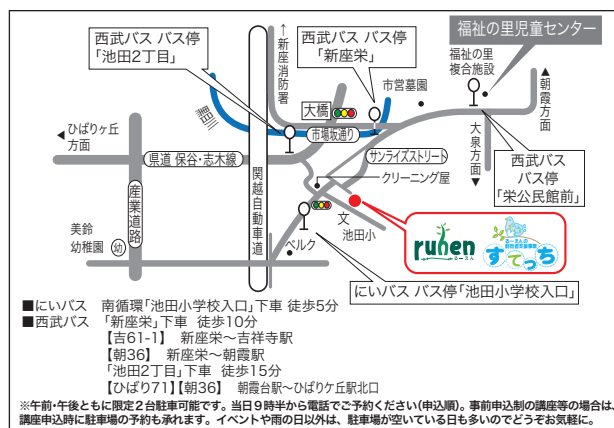 西武バス バス停
「池田2丁目」
↑新座消防署
西武バス バス停
「新座栄」
福祉の里児童センター
福祉の里
複合施設
市営墓園
▲朝霞方面
大橋
黒目川
◀ひばりヶ丘
方面
市場坂通り
県道 保谷・志木線
サンライズストリート
大泉方面▼
西武バス
バス停
「栄公民館前」
クリーニング屋
関越自動車道
産業道路
美鈴
幼稚園
幼
文
池田小
ベルク
ruhen
るーえん
すてっち
にいバス バス停「池田小学校入口」
■にいバス 南循環「池田小学校入口」下車 徒歩5分
■西武バス 「新座栄」下車 徒歩10分
【吉61-1】 新座栄〜吉祥寺駅
【朝36】 新座栄〜朝霞駅
「池田2丁目」下車 徒歩15分
【ひばり71】【朝36】 朝霞台駅〜ひばりケ丘駅北口
※午前・午後ともに限定2台駐車可能です。当日9時半から電話でご予約ください(申込順)。事前申込制の講座等の場合は、
講座申込時に駐車場の予約も承れます。イベントや雨の日以外は、駐車場が空いている日も多いのでどうぞお気軽に。